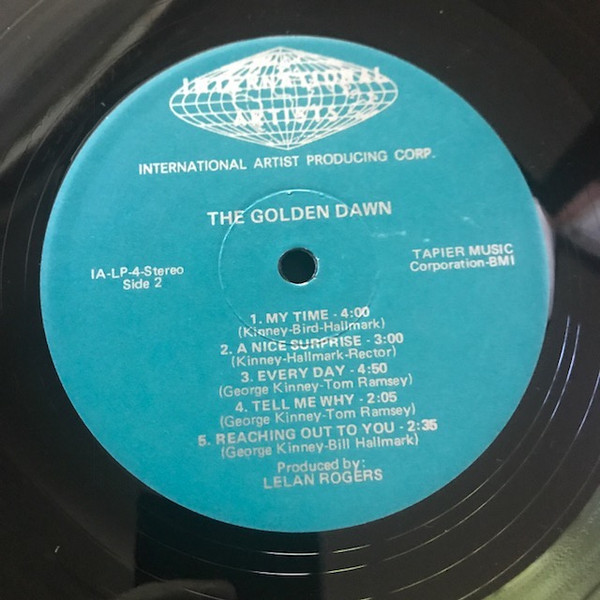 INTERNATIONAL
ARTISTS
INTERNATIONAL ARTIST PRODUCING CORP.
THE GOLDEN DAWN
IA-LP-4-Stereo
Side 2
TAPIER MUSIC
Corporation-BMI
1. MY TIME - 4:00
(Kinney-Bird-Hallmark)
2. A NICE SURPRISE - 3:00
(Kinney-Hallmark-Rector)
3. EVERY DAY - 4:50
(George Kinney-Tom Ramsey)
4. TELL ME WHY - 2:05
(George Kinney-Tom Ramsey)
5. REACHING OUT TO YOU - 2:35
(George Kinney-Bill Hallmark)
Produced by:
LELAN ROGERS